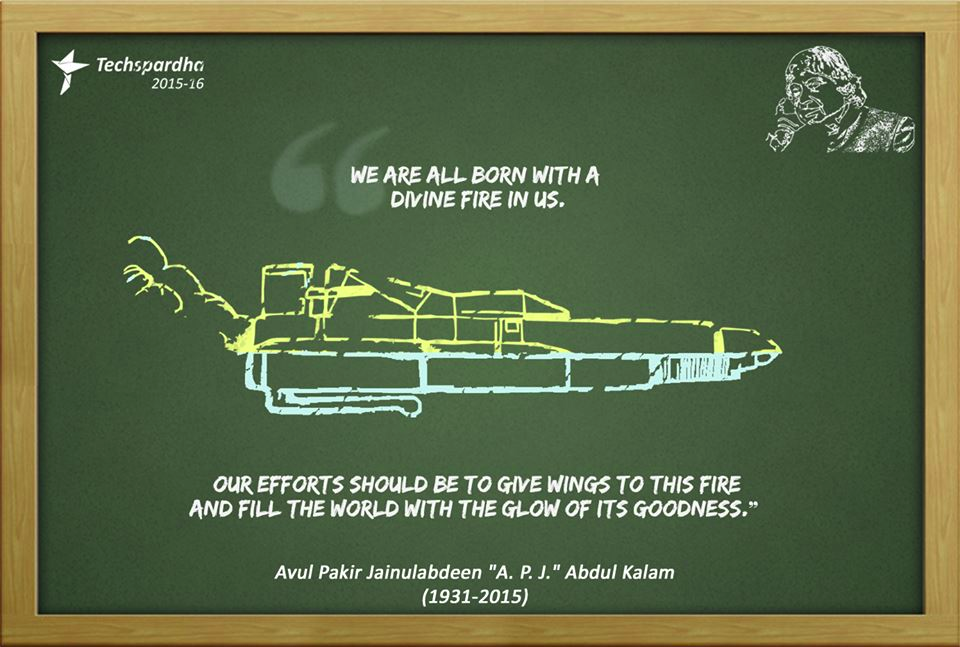 Techspardha
2015-16
“WE ARE ALL BORN WITH A
DIVINE FIRE IN US.
OUR EFFORTS SHOULD BE TO GIVE WINGS TO THIS FIRE
AND FILL THE WORLD WITH THE GLOW OF ITS GOODNESS.”
Avul Pakir Jainulabdeen "A. P. J." Abdul Kalam
(1931-2015)